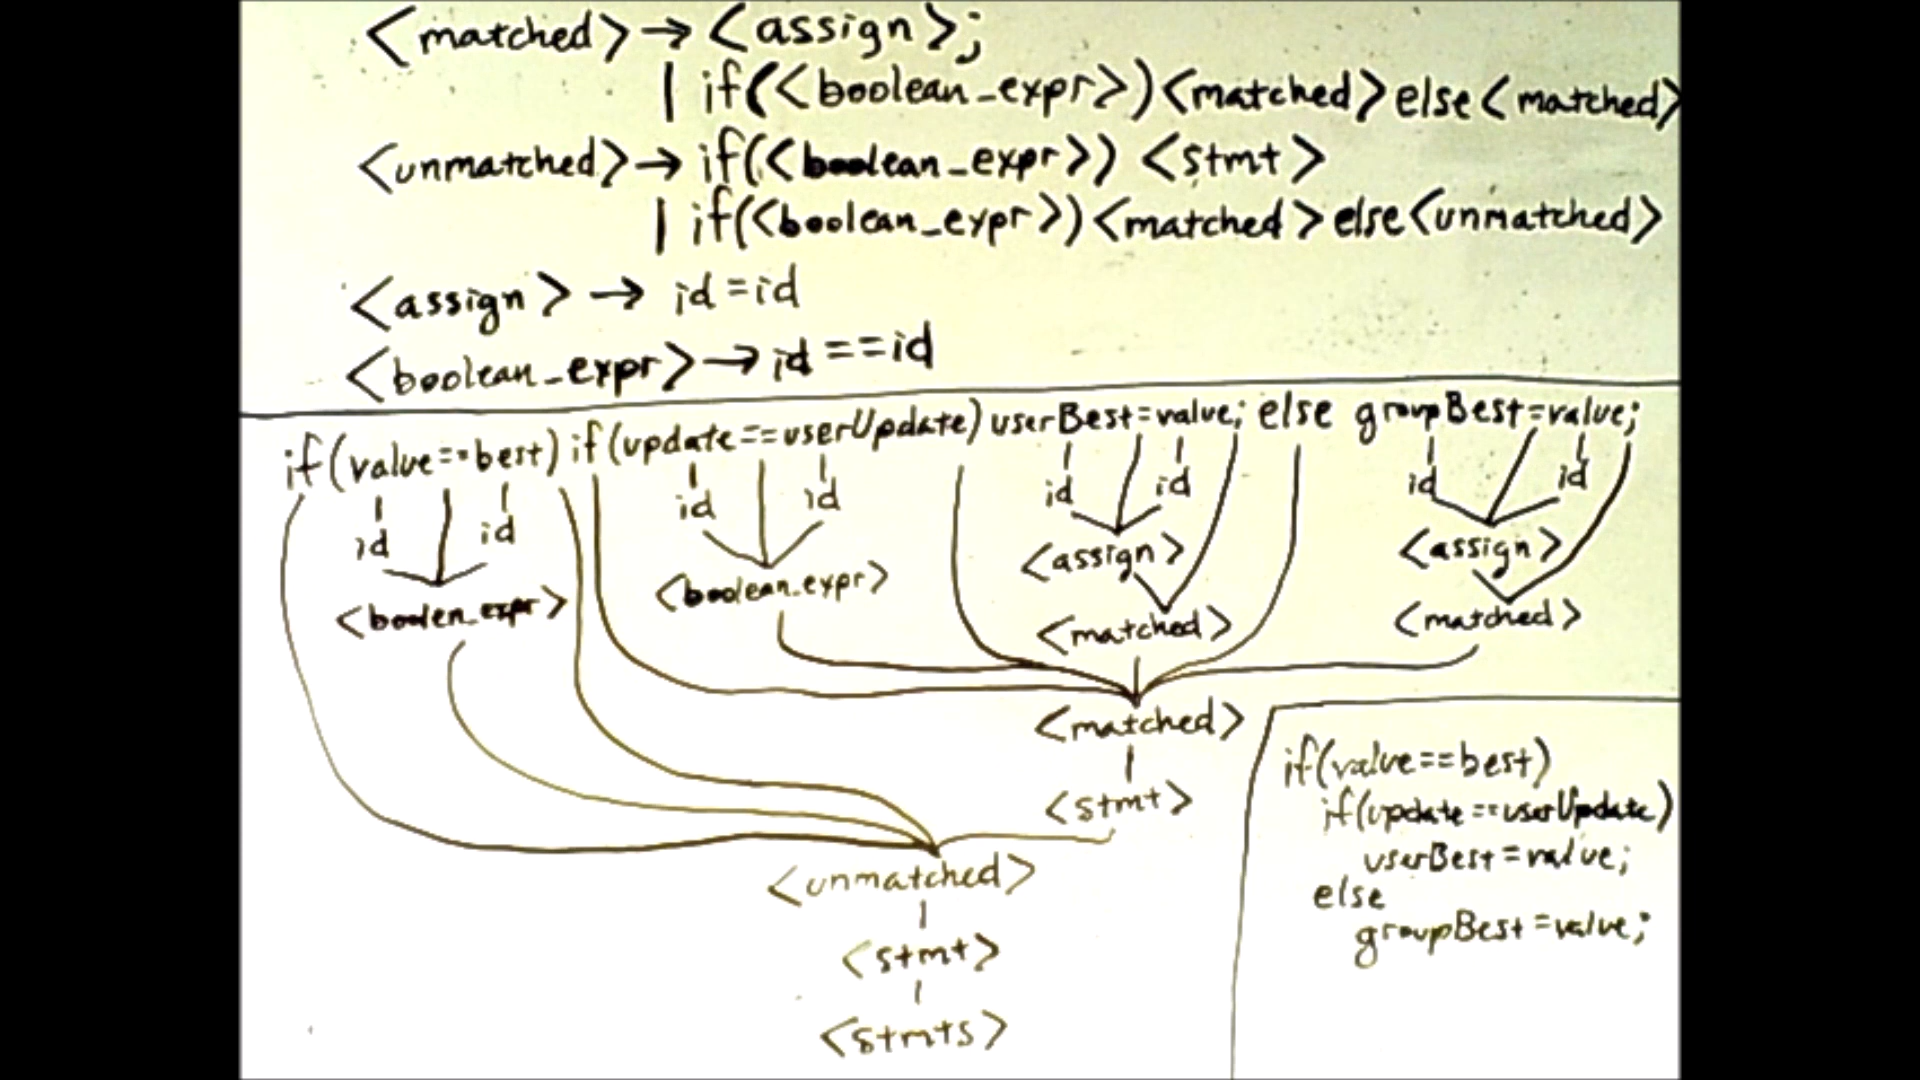 <matched> → <assign>;
| if(<boolean_expr>)<matched>else<matched>
<unmatched> → if(<boolean_expr>) <stmt>
| if(<boolean_expr>)<matched>else<unmatched>
<assign> → id =id
<boolean_expr> → id ==id
if(value==best) if(update==userUpdate) userBest=value; else groupBest=value;
id id id id id id id id
<assign> <assign>
<boolen_expr> <boolean_expr>
<matched> <matched>
<matched>
<stmt>
<unmatched>
<stmt>
<stmts>
if(value==best)
if(update==userUpdate)
userBest=value;
else
groupBest=value;